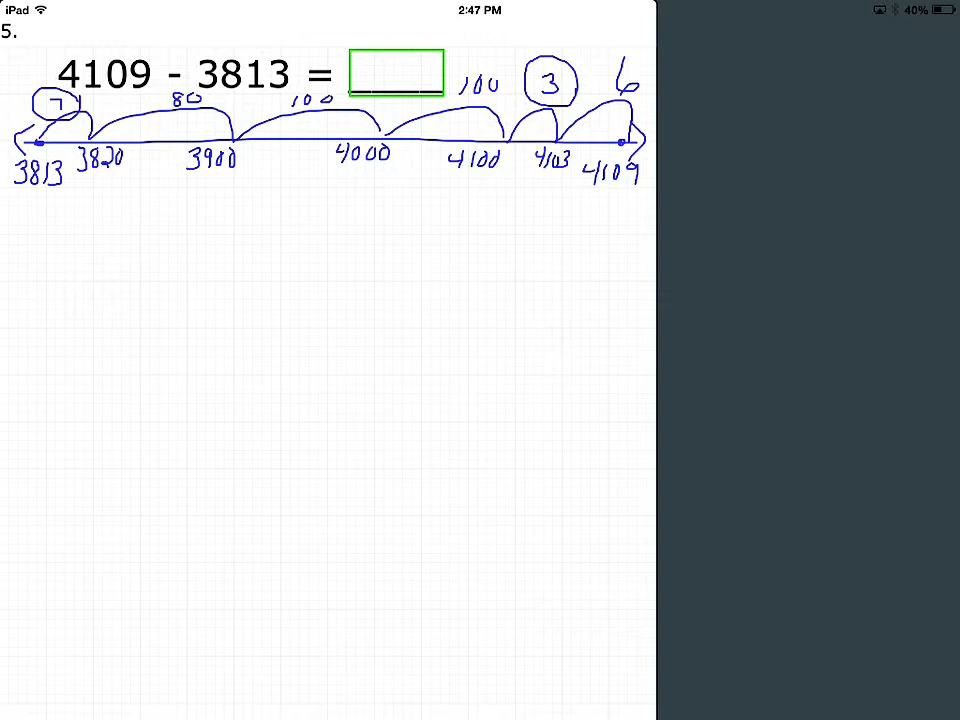 iPad 2:47 PM 40%
5.
4109 - 3813 = _____
7 80 100 100 3 6
3813 3820 3900 4000 4100 4103 4109